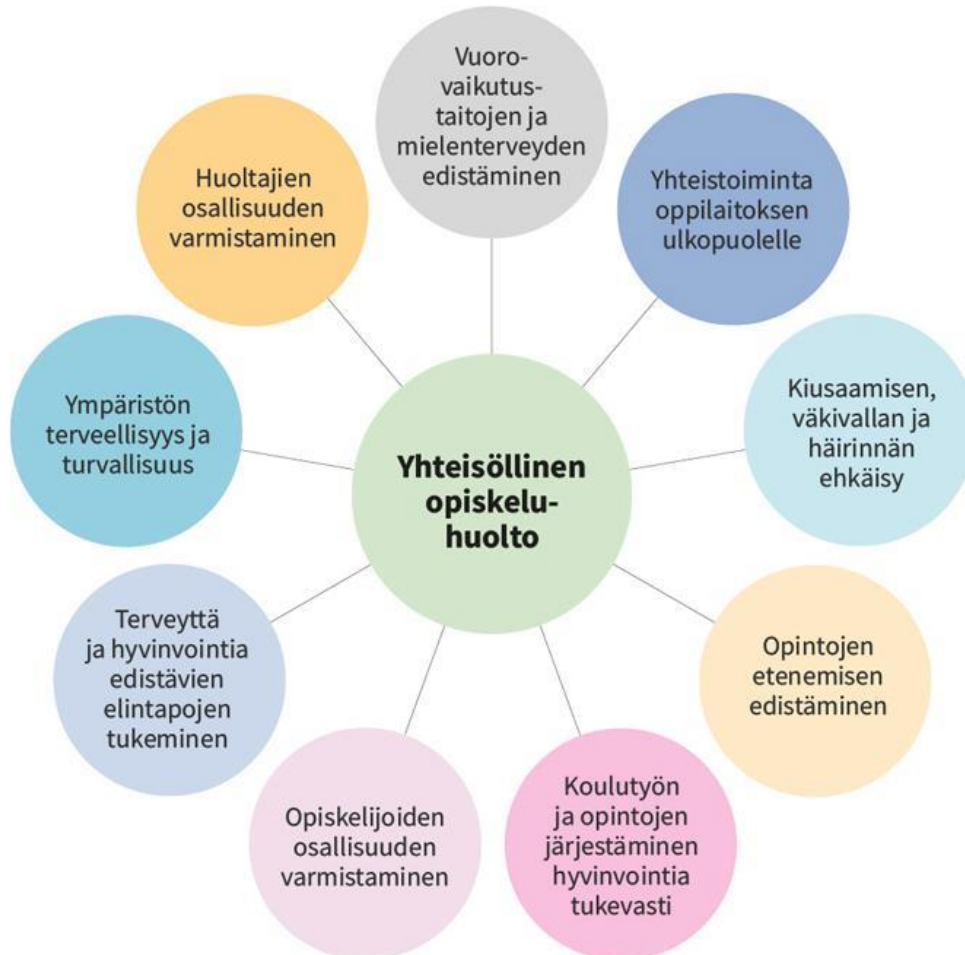 Vuoro-
vaikutus-
taitojen ja
mielenterveyden
edistäminen
Yhteistoiminta
oppilaitoksen
ulkopuolelle
Kiusaamisen,
väkivallan ja
häirinnän
ehkäisy
Opintojen
etenemisen
edistäminen
Koulutyön
ja opintojen
järjestäminen
hyvinvointia
tukevasti
Opiskelijoiden
osallisuuden
varmistaminen
Terveyttä
ja hyvinvointia
edistävien
elintapojen
tukeminen
Ympäristön
terveellisyys ja
turvallisuus
Huoltajien
osallisuuden
varmistaminen
Yhteisöllinen
opiskelu-
huolto